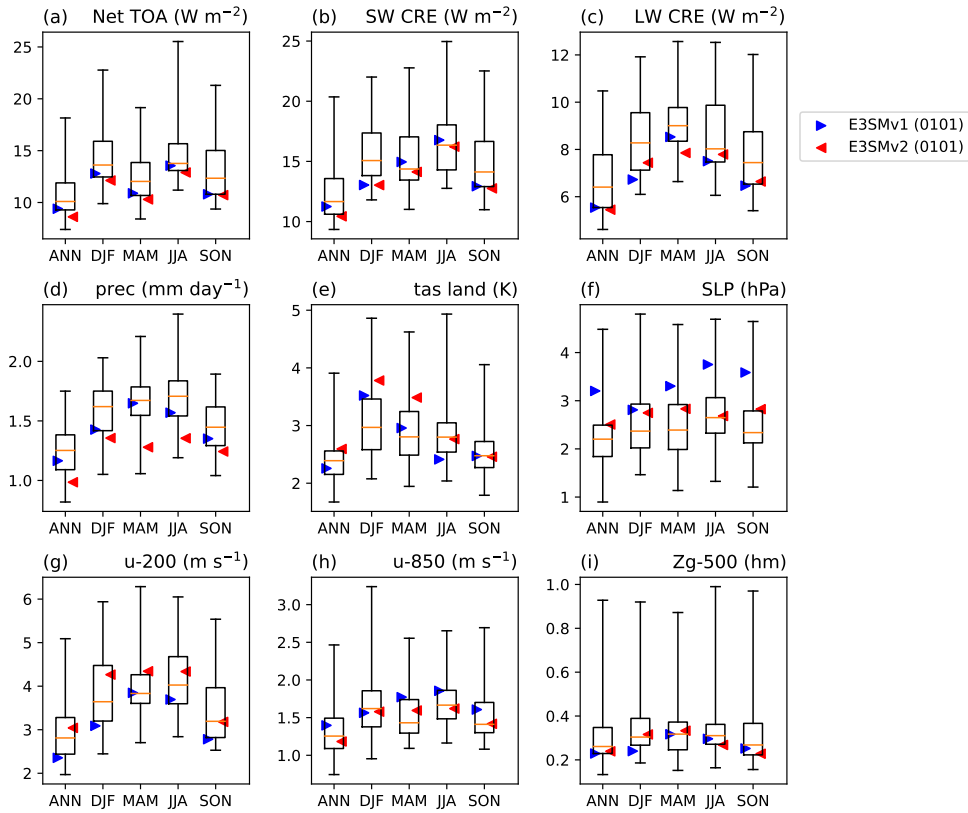 (a) Net TOA (W m⁻²)
25
20
15
10
ANN DJF MAM JJA SON
(b) SW CRE (W m⁻²)
25
20
15
10
ANN DJF MAM JJA SON
(c) LW CRE (W m⁻²)
12
10
8
6
ANN DJF MAM JJA SON
E3SMv1 (0101)
E3SMv2 (0101)
(d) prec (mm day⁻¹)
2.0
1.5
1.0
ANN DJF MAM JJA SON
(e) tas land (K)
5
4
3
2
ANN DJF MAM JJA SON
(f) SLP (hPa)
4
3
2
1
ANN DJF MAM JJA SON
(g) u-200 (m s⁻¹)
6
5
4
3
2
ANN DJF MAM JJA SON
(h) u-850 (m s⁻¹)
3.0
2.5
2.0
1.5
1.0
ANN DJF MAM JJA SON
(i) Zg-500 (hm)
1.0
0.8
0.6
0.4
0.2
ANN DJF MAM JJA SON